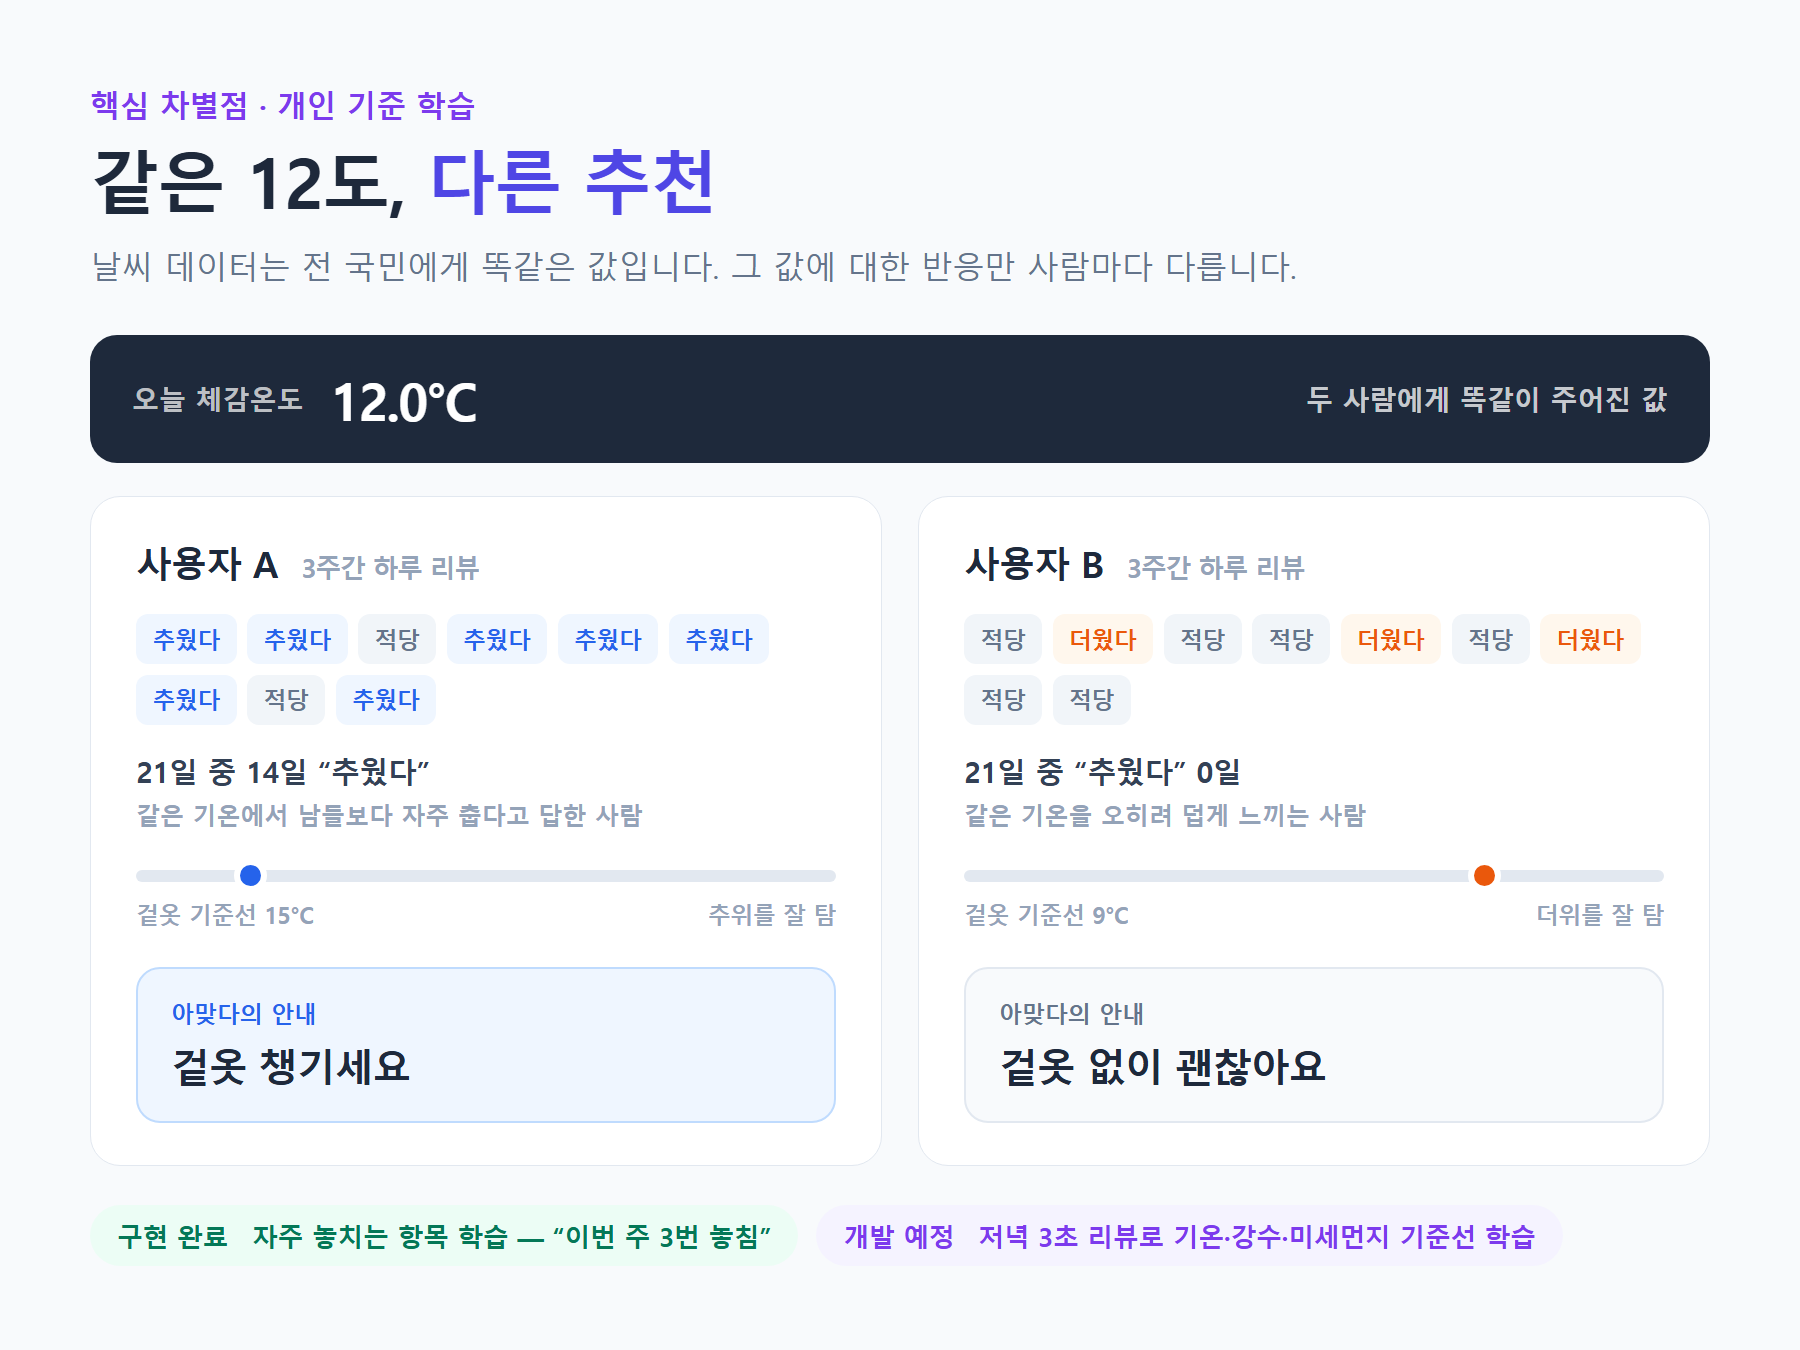 핵심 차별점 · 개인 기준 학습
같은 12도, 다른 추천
날씨 데이터는 전 국민에게 똑같은 값입니다. 그 값에 대한 반응만 사람마다 다릅니다.
오늘 체감온도 12.0°C 두 사람에게 똑같이 주어진 값
사용자 A 3주간 하루 리뷰
추웠다 추웠다 적당 추웠다 추웠다 추웠다
추웠다 적당 추웠다
21일 중 14일 “추웠다”
같은 기온에서 남들보다 자주 춥다고 답한 사람
겉옷 기준선 15°C 추위를 잘 탐
아맞다의 안내
겉옷 챙기세요
사용자 B 3주간 하루 리뷰
적당 더웠다 적당 적당 더웠다 적당 더웠다
적당 적당
21일 중 “추웠다” 0일
같은 기온을 오히려 덥게 느끼는 사람
겉옷 기준선 9°C 더위를 잘 탐
아맞다의 안내
겉옷 없이 괜찮아요
구현 완료 자주 놓치는 항목 학습 — “이번 주 3번 놓침”
개발 예정 저녁 3초 리뷰로 기온·강수·미세먼지 기준선 학습